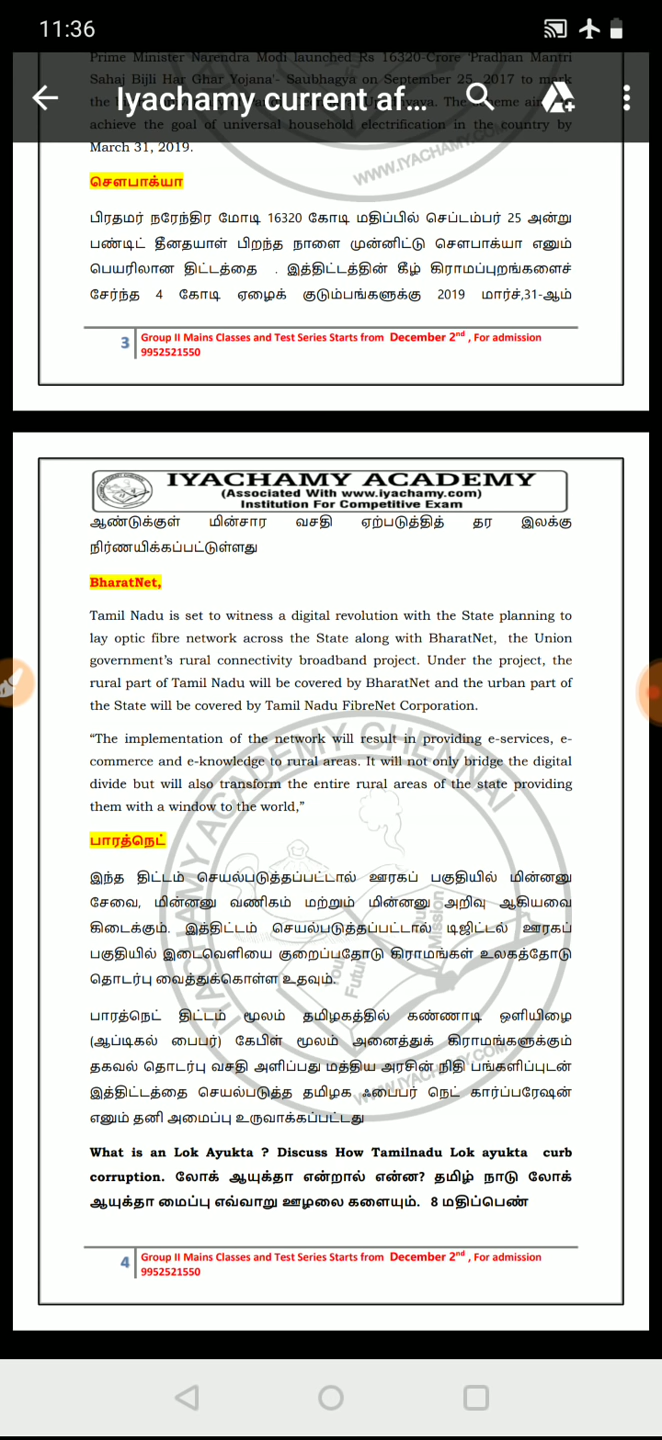 11:36
Prime Minister Narendra Modi launched Rs 16320-Crore 'Pradhan Mantri
Sahaj Bijli Har Ghar Yojana'- Saubhagya on September 25, 2017 to mark
the
Iyachamy current af...
The scheme
achieve the goal of universal household electrification in the country by
March 31, 2019.
WWW.IYACHAMY.COM
சௌபாக்யா
பிரதமர் நரேந்திர மோடி 16320 கோடி மதிப்பில் செப்டம்பர் 25 அன்று
பண்டிட் தீனதயாள் பிறந்த நாளை முன்னிட்டு சௌபாக்யா எனும்
பெயரிலான திட்டத்தை . இத்திட்டத்தின் கீழ் கிராமப்புறங்களைச்
சேர்ந்த 4 கோடி ஏழைக் குடும்பங்களுக்கு 2019 மார்ச்,31-ஆம்
3 Group II Mains Classes and Test Series Starts from December 2nd , For admission
9952521550
IYACHAMY ACADEMY
(Associated With www.iyachamy.com)
Institution For Competitive Exam
ஆண்டுக்குள் மின்சார வசதி ஏற்படுத்தித் தர இலக்கு
நிர்ணயிக்கப்பட்டுள்ளது
BharatNet,
Tamil Nadu is set to witness a digital revolution with the State planning to
lay optic fibre network across the State along with BharatNet, the Union
government's rural connectivity broadband project. Under the project, the
rural part of Tamil Nadu will be covered by BharatNet and the urban part of
the State will be covered by Tamil Nadu FibreNet Corporation.
“The implementation of the network will result in providing e-services, e-
commerce and e-knowledge to rural areas. It will not only bridge the digital
divide but will also transform the entire rural areas of the state providing
them with a window to the world,”
IYACHAMY ACADEMY CHENNAI
பாரத்நெட்
இந்த திட்டம் செயல்படுத்தப்பட்டால் ஊரகப் பகுதியில் மின்னனு
சேவை, மின்னனு வணிகம் மற்றும் மின்னனு அறிவு ஆகியவை
கிடைக்கும். இத்திட்டம் செயல்படுத்தப்பட்டால் டிஜிட்டல் ஊரகப்
பகுதியில் இடைவெளியை குறைப்பதோடு கிராமங்கள் உலகத்தோடு
தொடர்பு வைத்துக்கொள்ள உதவும்.
பாரத்நெட் திட்டம் மூலம் தமிழகத்தில் கண்ணாடி ஒளியிழை
(ஆப்டிகல் பைபர்) கேபிள் மூலம் அனைத்துக் கிராமங்களுக்கும்
தகவல் தொடர்பு வசதி அளிப்பது மத்திய அரசின் நிதி பங்களிப்புடன்
இத்திட்டத்தை செயல்படுத்த தமிழக ஃபைபர் நெட் கார்ப்பரேஷன்
எனும் தனி அமைப்பு உருவாக்கப்பட்டது
WWW.IYACHAMY.COM
What is an Lok Ayukta ? Discuss How Tamilnadu Lok ayukta curb
corruption. லோக் ஆயுக்தா என்றால் என்ன? தமிழ் நாடு லோக்
ஆயுக்தா மைப்பு எவ்வாறு ஊழலை களையும். 8 மதிப்பெண்
4 Group II Mains Classes and Test Series Starts from December 2nd , For admission
9952521550